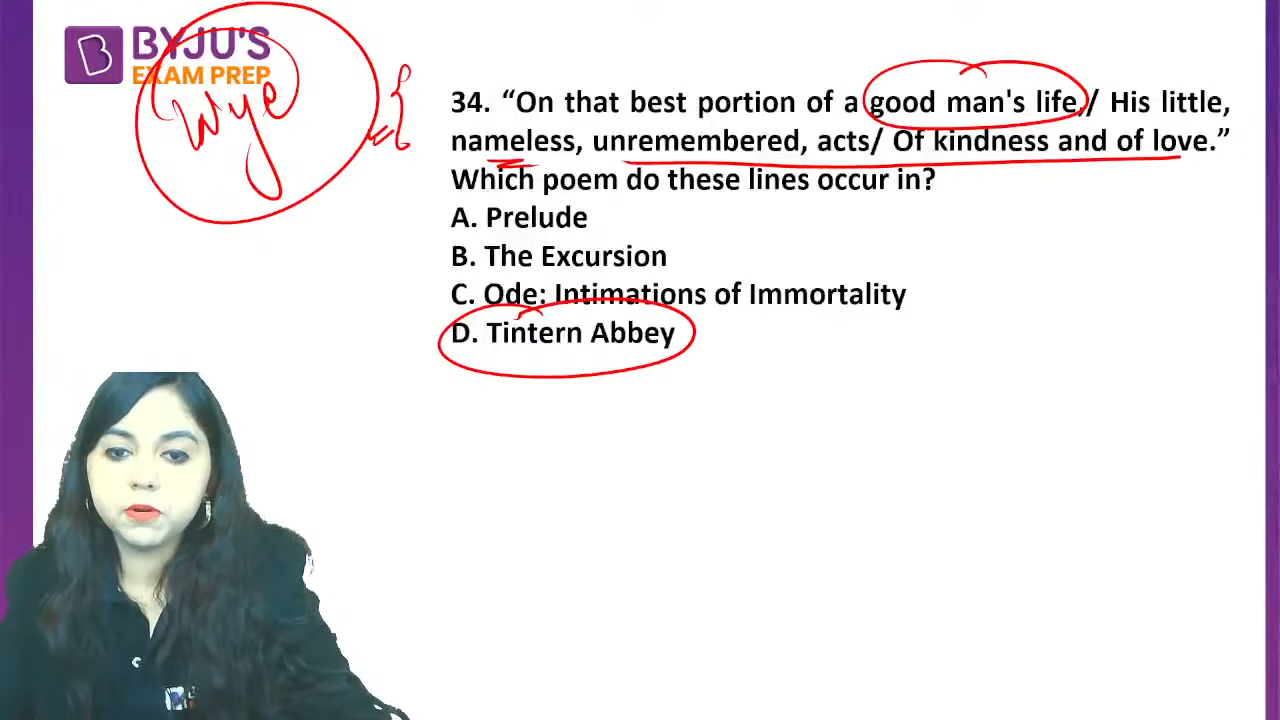 BYJU'S
EXAM PREP
Wye
34. “On that best portion of a good man's life,/ His little,
nameless, unremembered, acts/ Of kindness and of love.”
Which poem do these lines occur in?
A. Prelude
B. The Excursion
C. Ode: Intimations of Immortality
D. Tintern Abbey